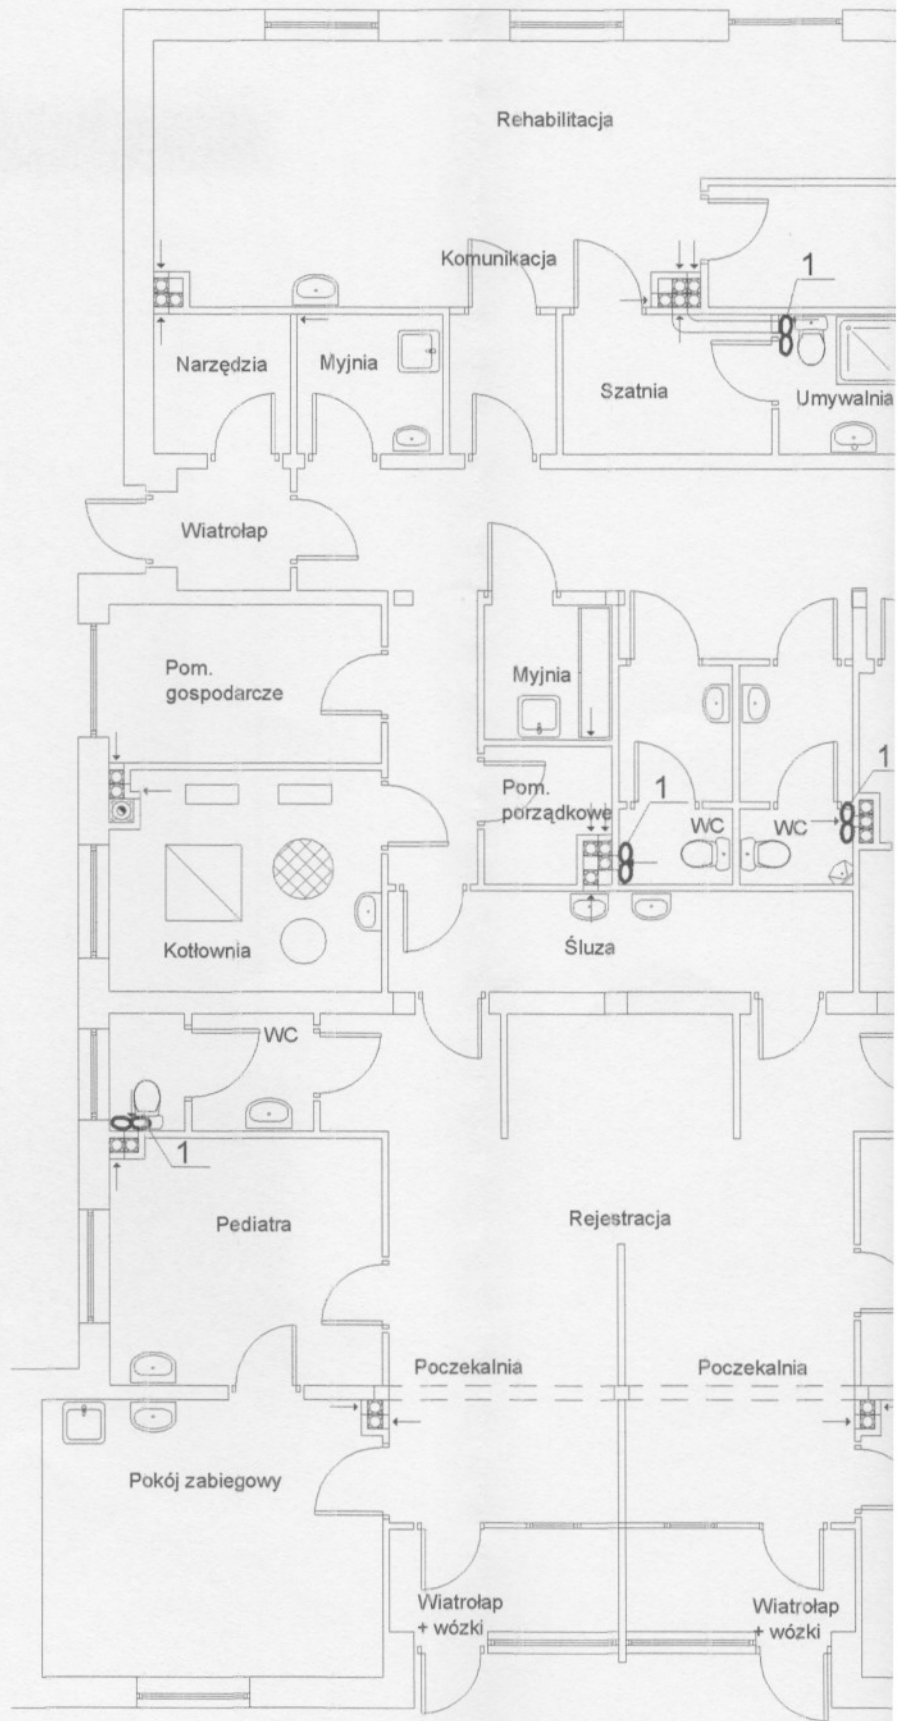 Rehabilitacja
Komunikacja
1
Narzędzia
Myjnia
Szatnia
Umywalnia
Wiatrołap
Pom.
gospodarcze
Myjnia
Pom.
porządkowe
1
1
WC
WC
Kotłownia
Śluza
WC
1
Pediatra
Rejestracja
Poczekalnia
Poczekalnia
Pokój zabiegowy
Wiatrołap
+ wózki
Wiatrołap
+ wózki